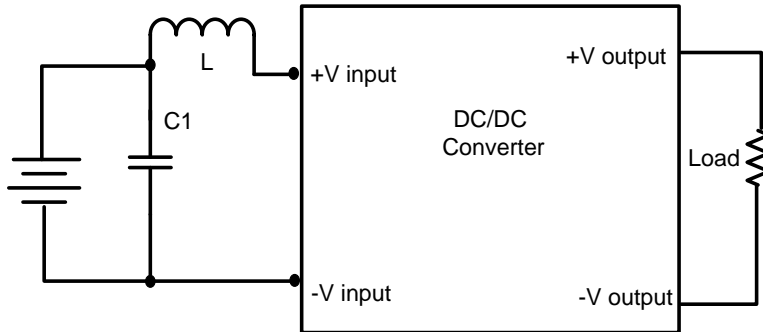 L
+V input
+V output
C1
DC/DC
Converter
Load
-V input
-V output